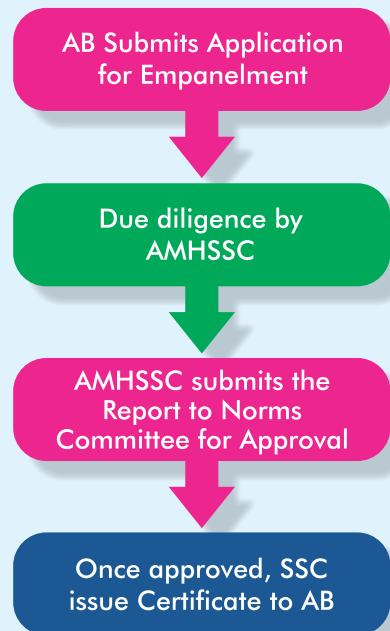 AB Submits Application
for Empanelment
Due diligence by
AMHSSC
AMHSSC submits the
Report to Norms
Committee for Approval
Once approved, SSC
issue Certificate to AB